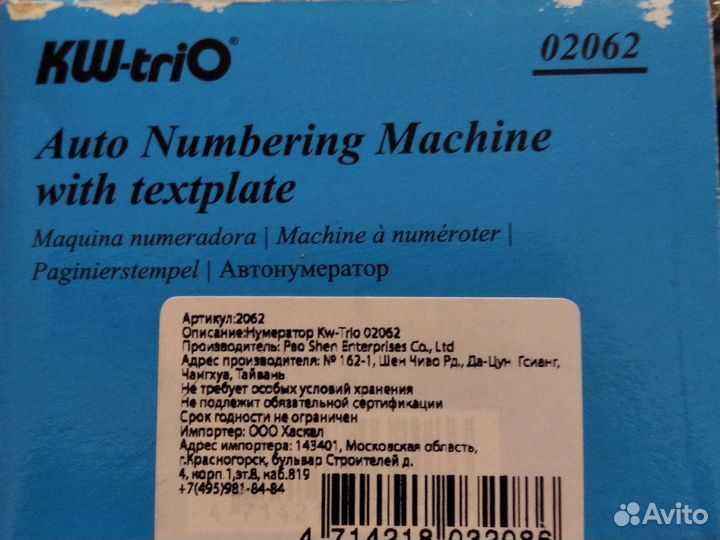 KW-triO®
02062
Auto Numbering Machine
with textplate
Maquina numeradora | Machine à numéroter |
Paginierstempel | Автонумератор
Артикул:2062
Описание:Нумератор Kw-Trio 02062
Производитель: Pao Shen Enterprises Co., Ltd
Адрес производителя: № 162-1, Шен Чиво Рд., Да-Цун Гсианг,
Чангхуа, Тайвань
Не требует особых условий хранения
Не подлежит обязательной сертификации
Срок годности не ограничен
Импортер: ООО Хаскел
Адрес импортера: 143401, Московская область,
г.Красногорск, бульвар Строителей д.
4, корп 1,эт.8, каб.819
+7(495)981-84-84
4 714218 032086
Avito